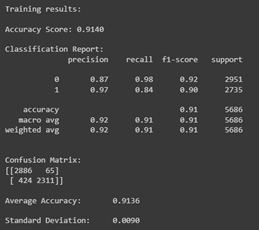 Training results:
Accuracy Score: 0.9140
Classification Report:
precision recall f1-score support
0 0.87 0.98 0.92 2951
1 0.97 0.84 0.90 2735
accuracy 0.91 5686
macro avg 0.92 0.91 0.91 5686
weighted avg 0.92 0.91 0.91 5686
Confusion Matrix:
[[2886 65]
[ 424 2311]]
Average Accuracy: 0.9136
Standard Deviation: 0.0090